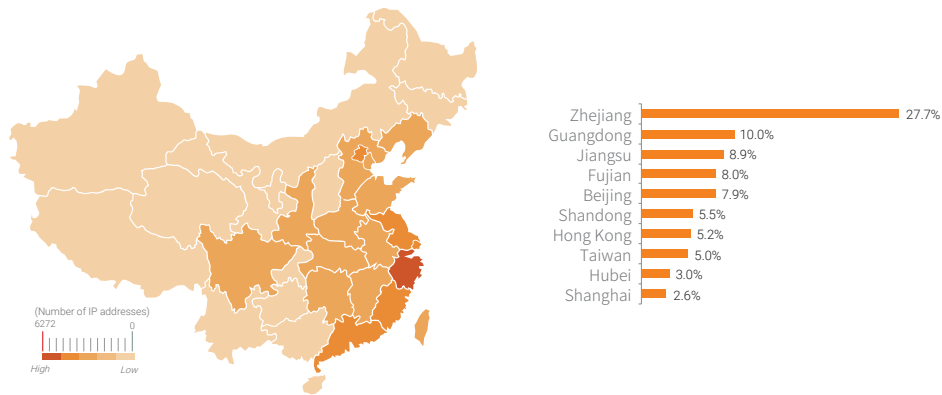 (Number of IP addresses)
6272 0
High Low
Zhejiang 27.7%
Guangdong 10.0%
Jiangsu 8.9%
Fujian 8.0%
Beijing 7.9%
Shandong 5.5%
Hong Kong 5.2%
Taiwan 5.0%
Hubei 3.0%
Shanghai 2.6%